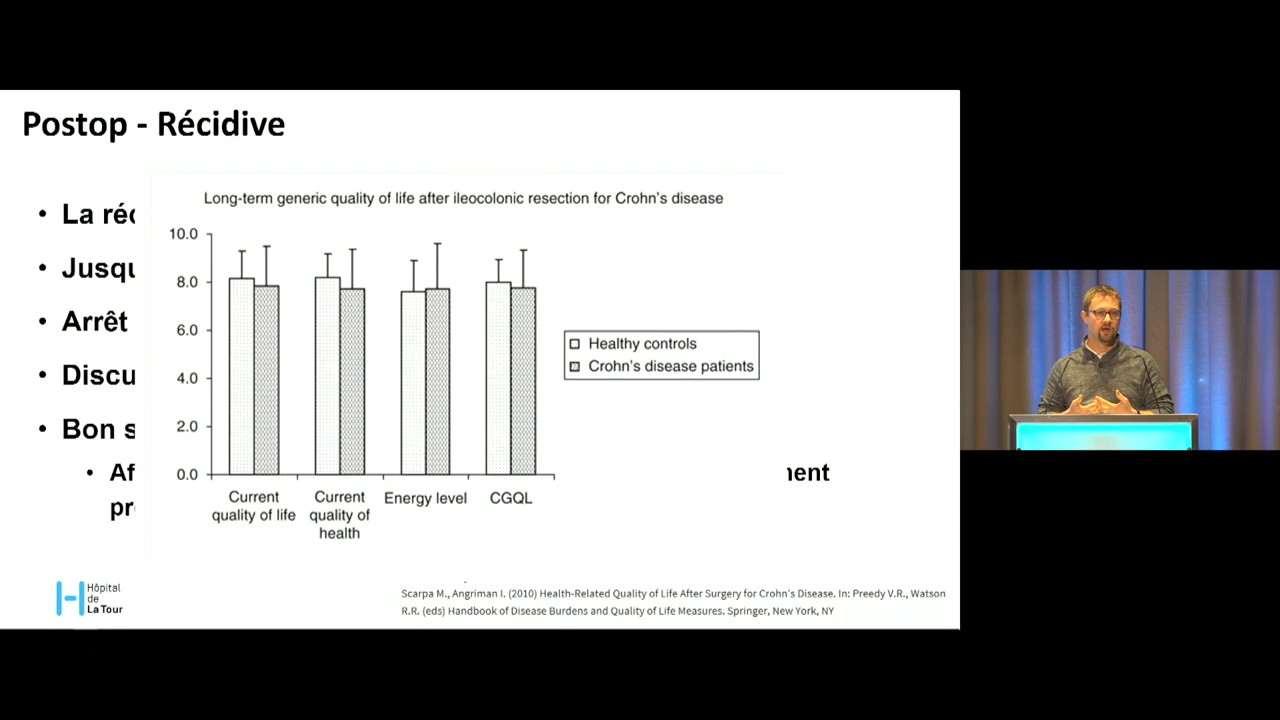 Postop - Récidive
Long-term generic quality of life after ileocolonic resection for Crohn's disease
• La
• 
• Arrêt
• 
• Bon
• 
10.0
8.0
6.0
4.0
2.0
0.0
Healthy controls
Crohn's disease patients
Current
quality of life
Current
quality of
health
Energy level
CGQL
Hôpital
de
La Tour
Scarpa M., Angriman I. (2010) Health-Related Quality of Life After Surgery for Crohn's Disease. In: Preedy V.R., Watson
R.R. (eds) Handbook of Disease Burdens and Quality of Life Measures. Springer, New York, NY